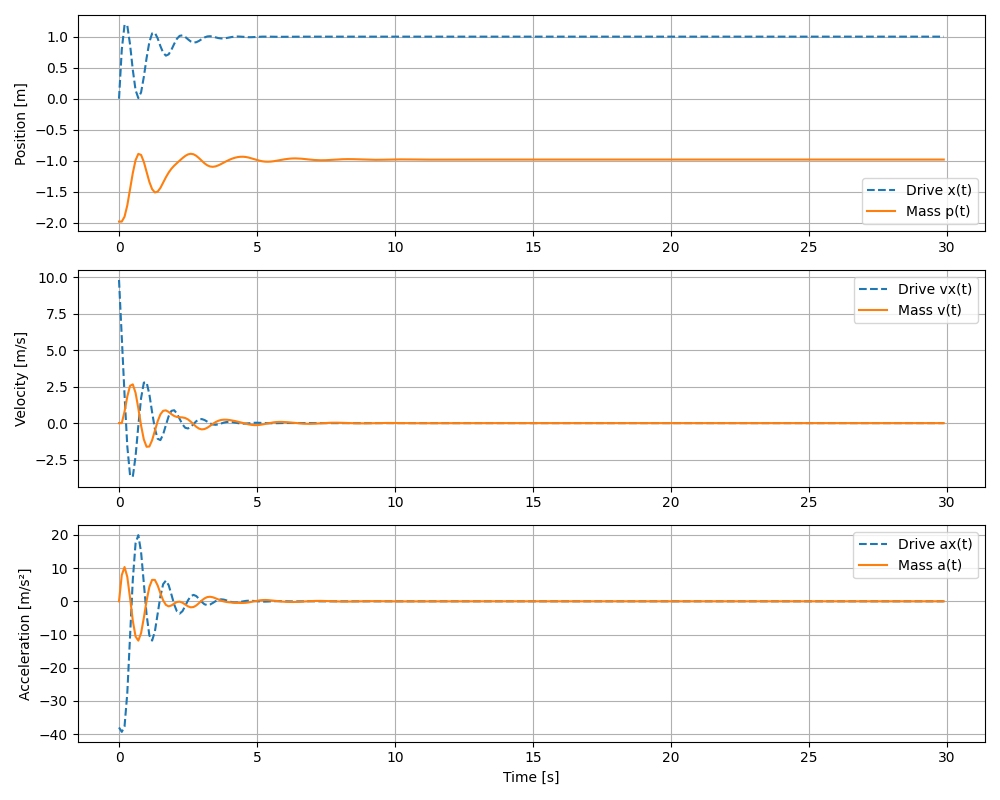 1.0
0.5
0.0
−0.5
−1.0
−1.5
−2.0
Position [m]
Drive x(t)
Mass p(t)
0 5 10 15 20 25 30
10.0
7.5
5.0
2.5
0.0
−2.5
Velocity [m/s]
Drive vx(t)
Mass v(t)
0 5 10 15 20 25 30
20
10
0
−10
−20
−30
−40
Acceleration [m/s²]
Drive ax(t)
Mass a(t)
0 5 10 15 20 25 30
Time [s]